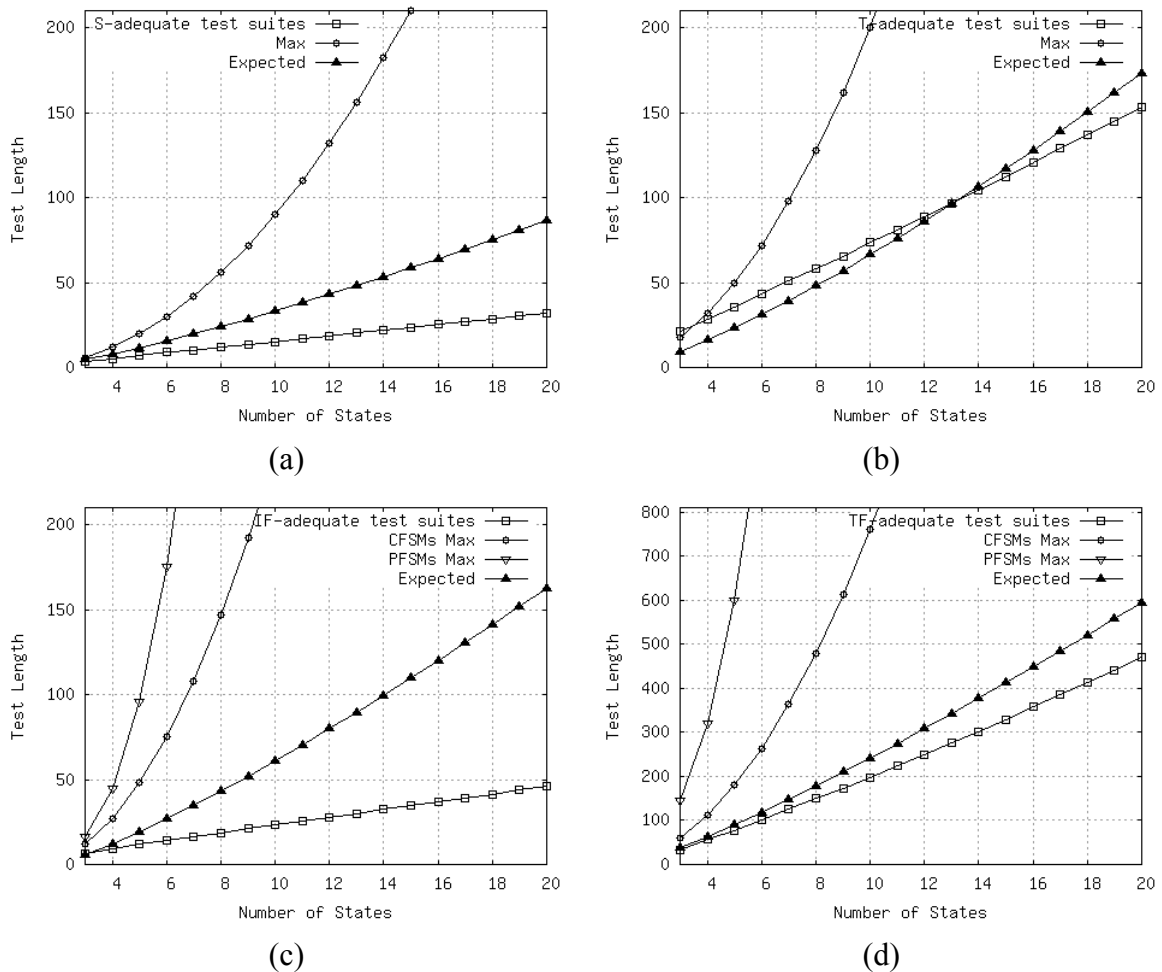 S-adequate test suites
Max
Expected
200
150
100
50
0
Test Length
4 6 8 10 12 14 16 18 20
Number of States
(a)
T-adequate test suites
Max
Expected
200
150
100
50
0
Test Length
4 6 8 10 12 14 16 18 20
Number of States
(b)
IF-adequate test suites
CFSMs Max
PFSMs Max
Expected
200
150
100
50
0
Test Length
4 6 8 10 12 14 16 18 20
Number of States
(c)
TF-adequate test suites
CFSMs Max
PFSMs Max
Expected
800
700
600
500
400
300
200
100
0
Test Length
4 6 8 10 12 14 16 18 20
Number of States
(d)